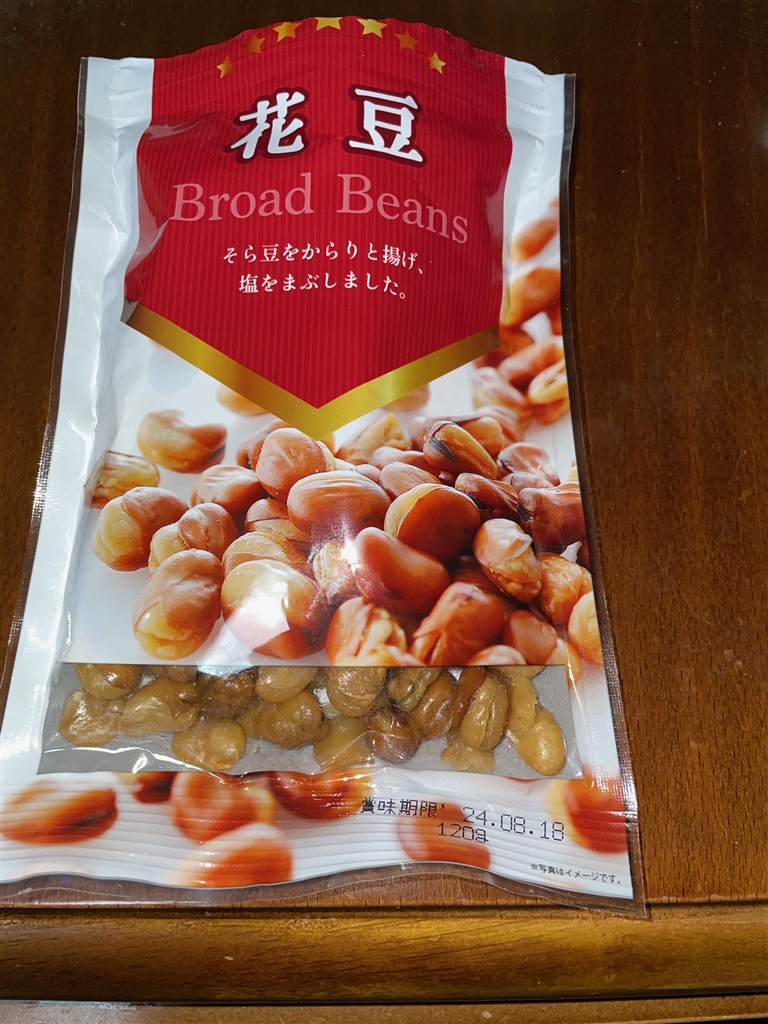 花豆
Broad Beans
そら豆をからりと揚げ、
塩をまぶしました。
賞味期限' 24.08.18
120g
※写真はイメージです。